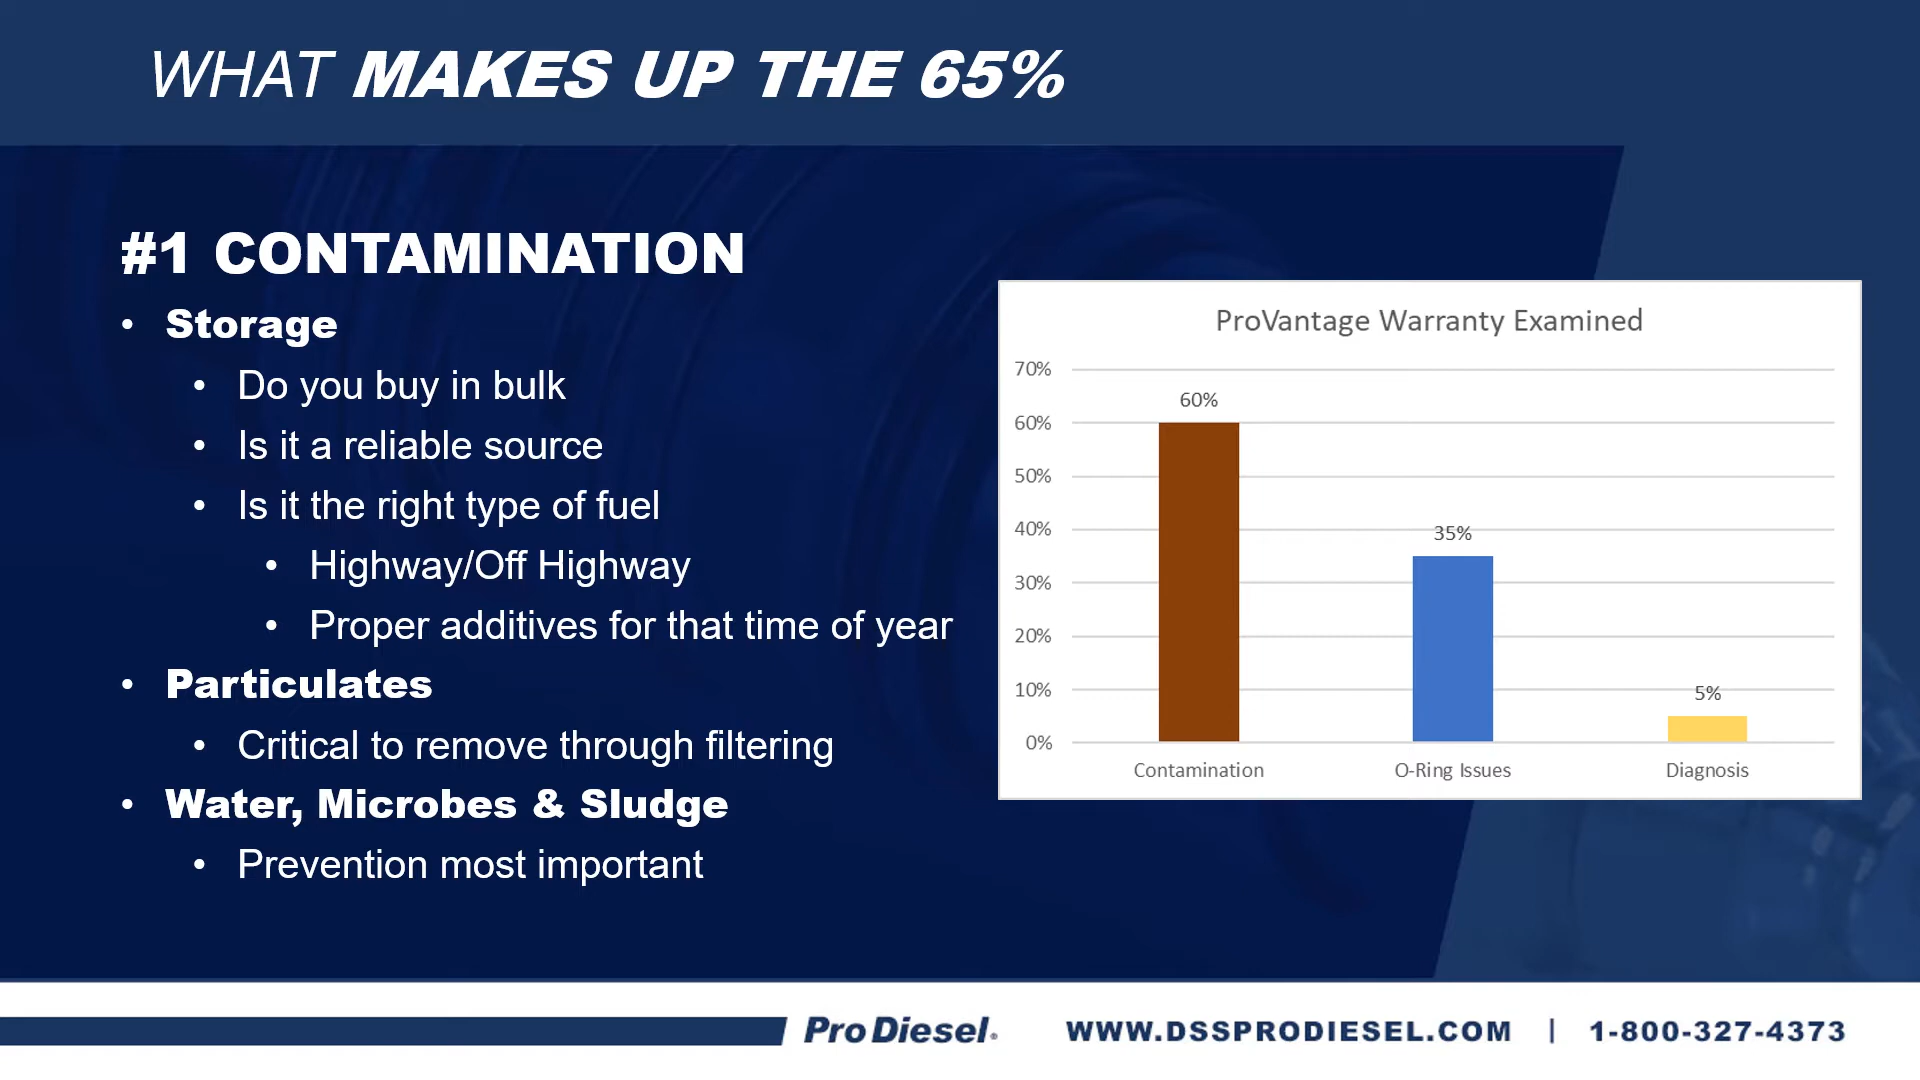 WHAT MAKES UP THE 65%
#1 CONTAMINATION
• Storage
• Do you buy in bulk
• Is it a reliable source
• Is it the right type of fuel
• Highway/Off Highway
• Proper additives for that time of year
• Particulates
• Critical to remove through filtering
• Water, Microbes & Sludge
• Prevention most important
ProVantage Warranty Examined
70%
60%
50%
40%
30%
20%
10%
0%
60%
35%
5%
Contamination O-Ring Issues Diagnosis
Pro Diesel® WWW.DSSPRODIESEL.COM | 1-800-327-4373